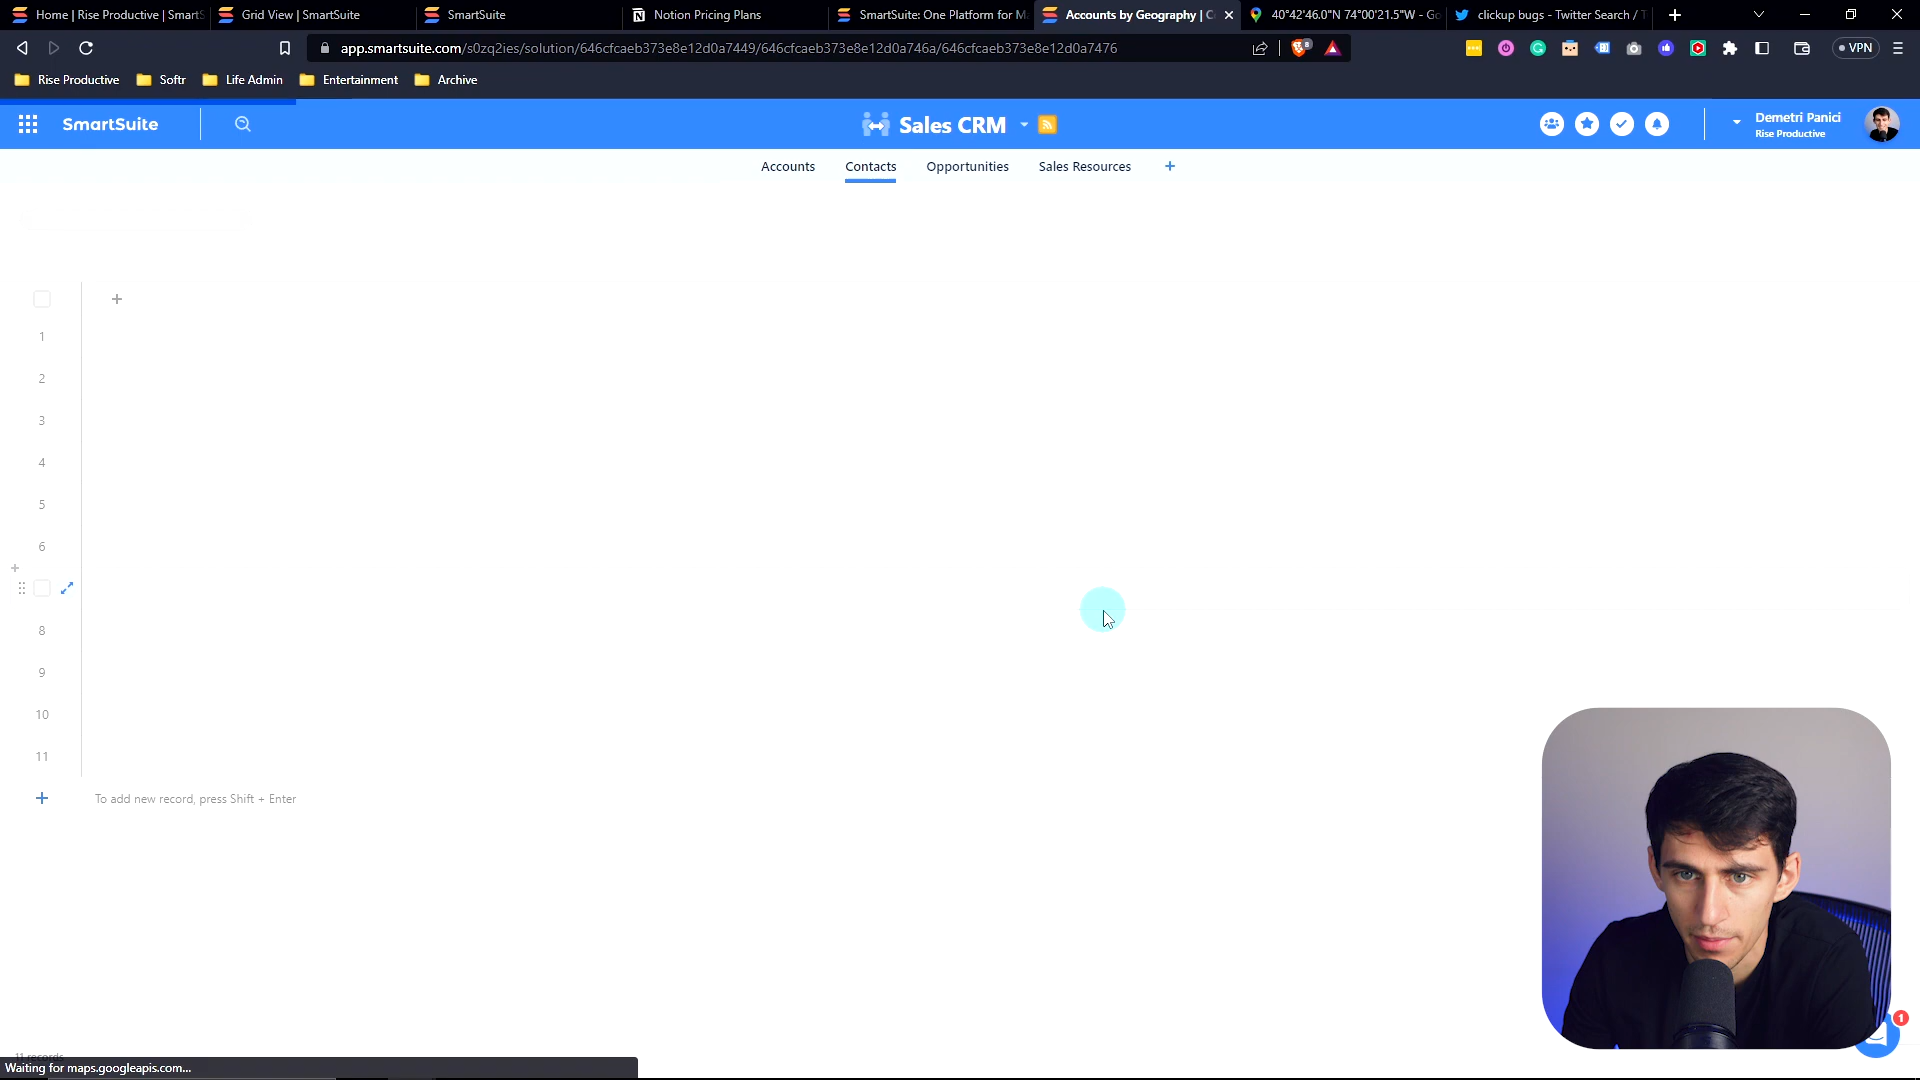 Home | Rise Productive | SmartS
Grid View | SmartSuite
SmartSuite
Notion Pricing Plans
SmartSuite: One Platform for M
Accounts by Geography | C
40°42'46.0"N 74°00'21.5"W - Go
clickup bugs - Twitter Search / T
app.smartsuite.com/s0zq2ies/solution/646cfcaeb373e8e12d0a7449/646cfcaeb373e8e12d0a746a/646cfcaeb373e8e12d0a7476
8
VPN
Rise Productive
Softr
Life Admin
Entertainment
Archive
SmartSuite
Sales CRM
Demetri Panici
Rise Productive
Accounts
Contacts
Opportunities
Sales Resources
+
+
1
2
3
4
5
6
+
8
9
10
11
+
To add new record, press Shift + Enter
1
11 records
Waiting for maps.googleapis.com...